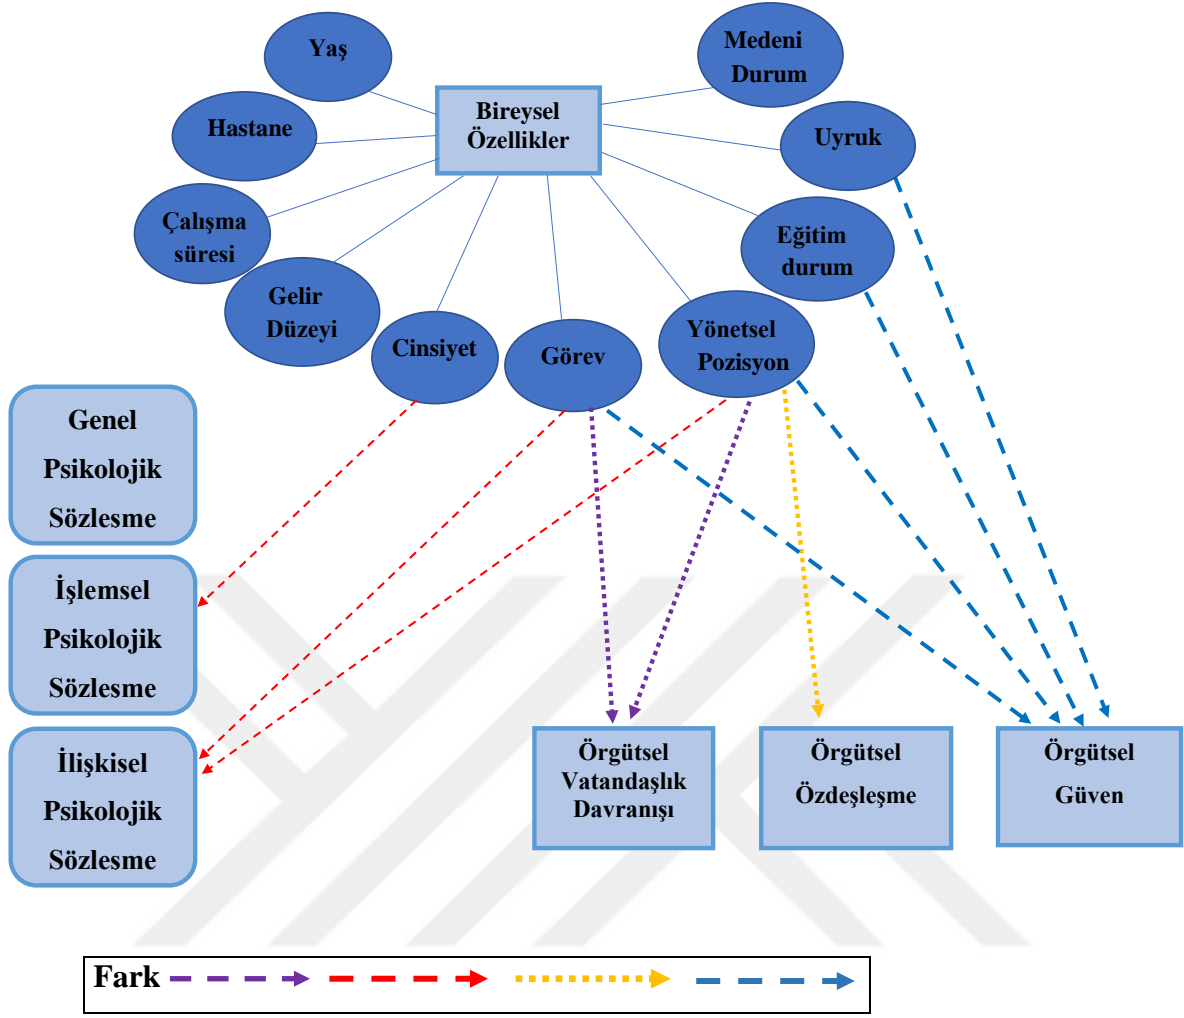 Yaş
Medeni
Durum
Bireysel
Özellikler
Hastane
Uyruk
Çalışma
süresi
Eğitim
durum
Gelir
Düzeyi
Cinsiyet
Görev
Yönetsel
Pozisyon
Genel
Psikolojik
Sözlesme
İşlemsel
Psikolojik
Sözlesme
İlişkisel
Psikolojik
Sözlesme
Örgütsel
Vatandaşlık
Davranışı
Örgütsel
Özdeşleşme
Örgütsel
Güven
Fark